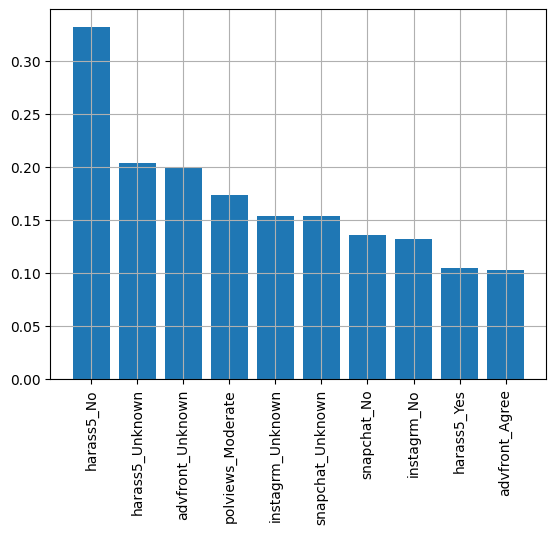 0.30
0.25
0.20
0.15
0.10
0.05
0.00
harass5_No
harass5_Unknown
advfront_Unknown
polviews_Moderate
instagrm_Unknown
snapchat_Unknown
snapchat_No
instagrm_No
harass5_Yes
advfront_Agree